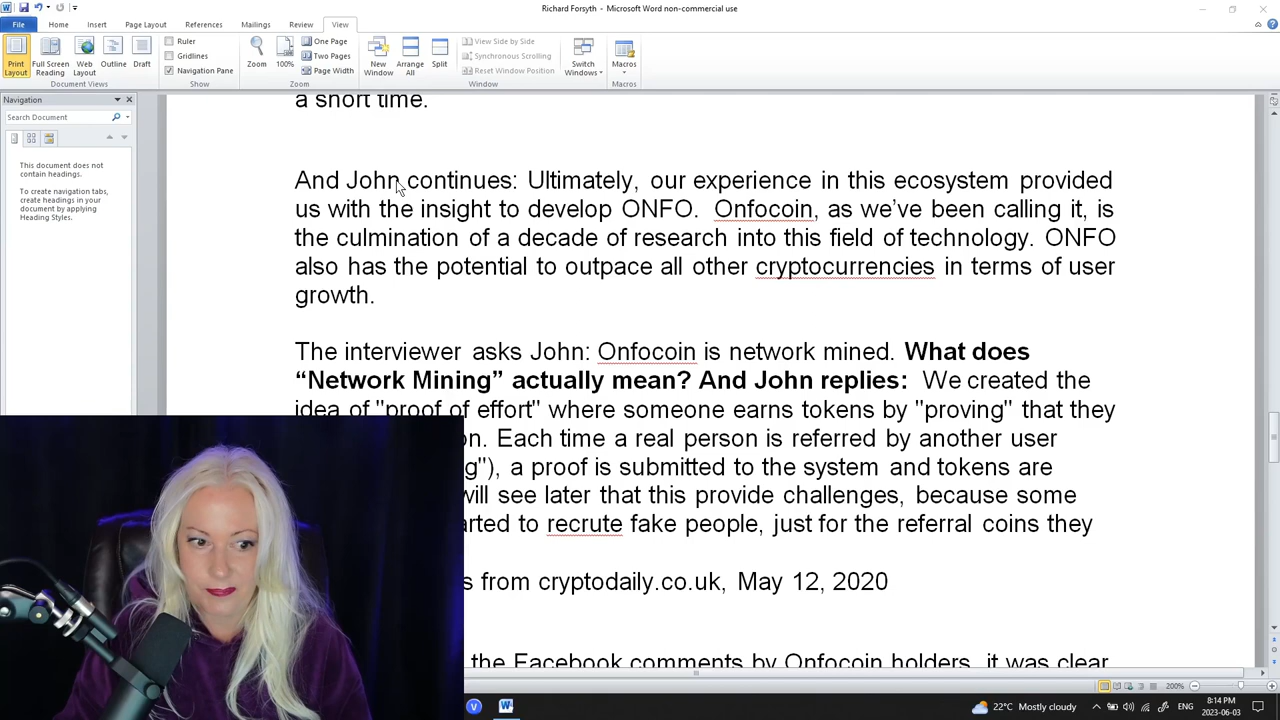 Richard Forsyth - Microsoft Word non-commercial use
File Home Insert Page Layout References Mailings Review View
Print Layout
Full Screen Reading
Web Layout
Outline
Draft
Document Views
Ruler
Gridlines
Navigation Pane
Show
Zoom
100%
One Page
Two Pages
Page Width
Zoom
New Window
Arrange All
Split
View Side by Side
Synchronous Scrolling
Reset Window Position
Window
Switch Windows
Macros
Macros
Navigation
Search Document
This document does not
contain headings.
To create navigation tabs,
create headings in your
document by applying
Heading Styles.
a short time.
And John continues: Ultimately, our experience in this ecosystem provided
us with the insight to develop ONFO. Onfocoin, as we’ve been calling it, is
the culmination of a decade of research into this field of technology. ONFO
also has the potential to outpace all other cryptocurrencies in terms of user
growth.
The interviewer asks John: Onfocoin is network mined. What does
“Network Mining” actually mean? And John replies: We created the
idea of "proof of effort" where someone earns tokens by "proving" that they
on. Each time a real person is referred by another user
g"), a proof is submitted to the system and tokens are
will see later that this provide challenges, because some
arted to recrute fake people, just for the referral coins they
s from cryptodaily.co.uk, May 12, 2020
the Facebook comments by Onfocoin holders, it was clear
200%
22°C Mostly cloudy
8:14 PM
2023-06-03